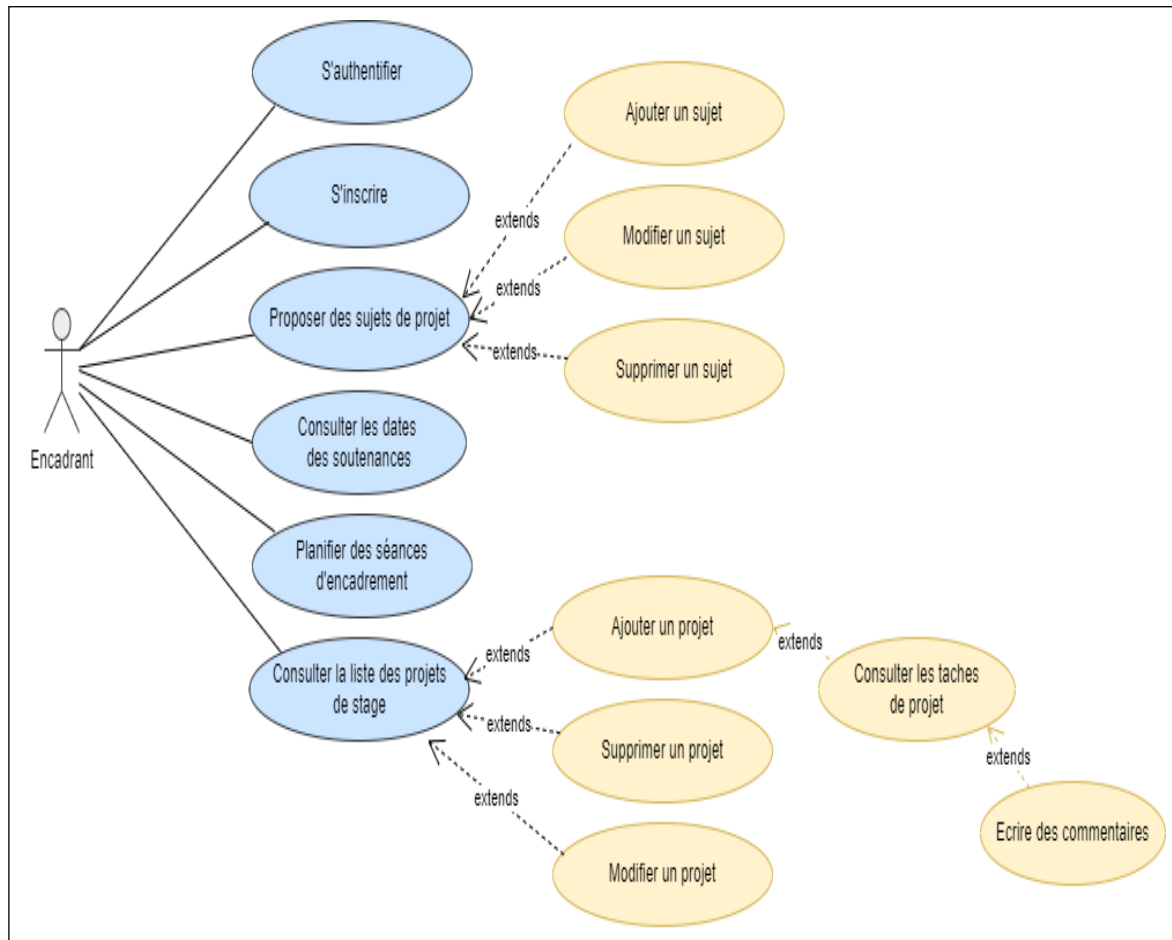 S'authentifier
Ajouter un sujet
S'inscrire
extends
Modifier un sujet
extends
Proposer des sujets de projet
extends
Supprimer un sujet
Encadrant
Consulter les dates
des soutenances
Planifier des séances
d'encadrement
Ajouter un projet
extends
extends
Consulter la liste des projets
de stage
Consulter les taches
de projet
extends
Supprimer un projet
extends
extends
Ecrire des commentaires
Modifier un projet